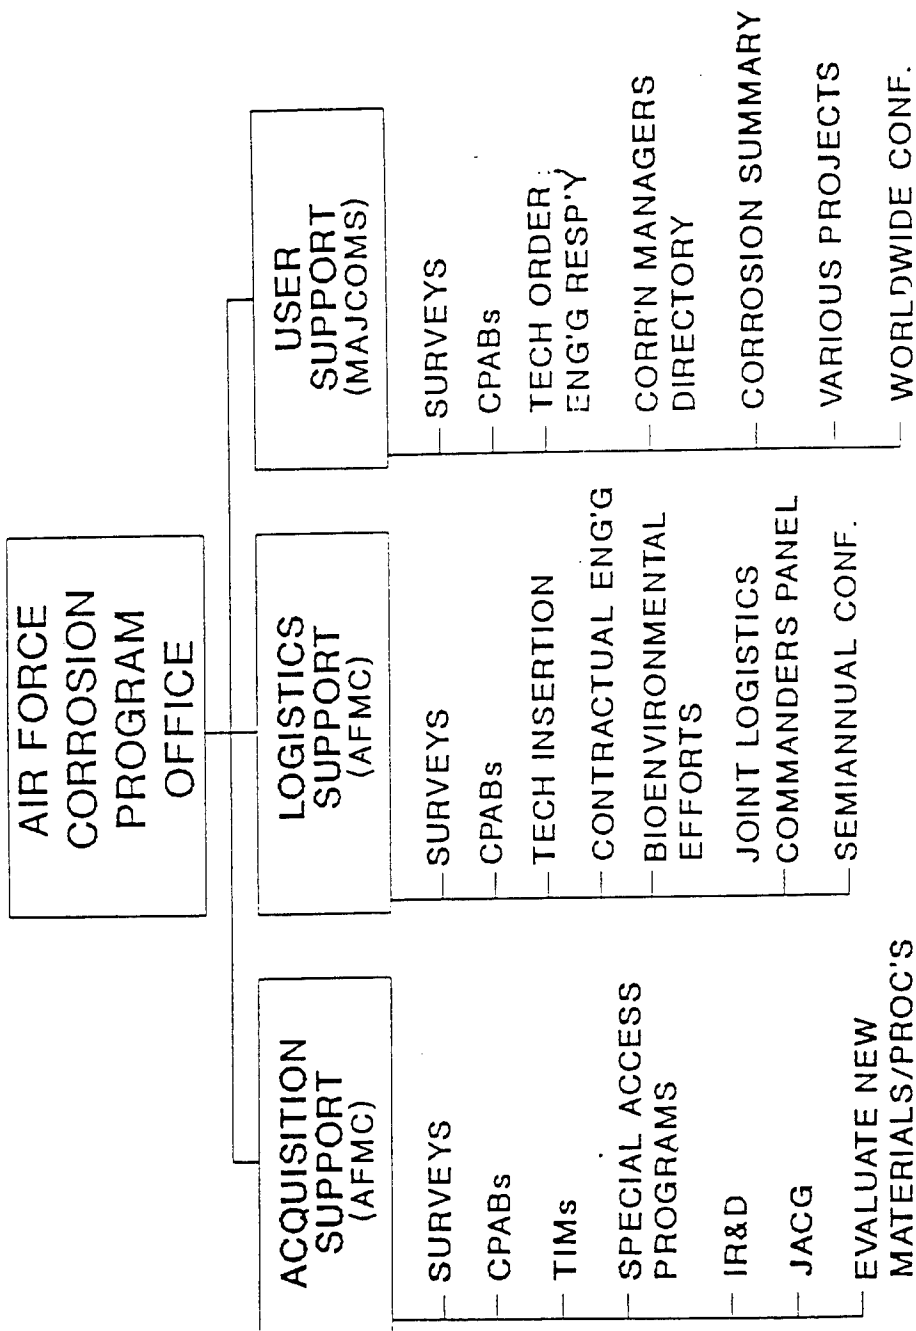 AIR FORCE
CORROSION
PROGRAM
OFFICE
ACQUISITION
SUPPORT
(AFMC)
SURVEYS
CPABs
TIMs
SPECIAL ACCESS
PROGRAMS
IR&D
JACG
EVALUATE NEW
MATERIALS/PROC'S
LOGISTICS
SUPPORT
(AFMC)
SURVEYS
CPABs
TECH INSERTION
CONTRACTUAL ENG'G
BIOENVIRONMENTAL
EFFORTS
JOINT LOGISTICS
COMMANDERS PANEL
SEMIANNUAL CONF.
USER
SUPPORT
(MAJCOMS)
SURVEYS
CPABs
TECH ORDER
ENG'G RESP'Y
CORR'N MANAGERS
DIRECTORY
CORROSION SUMMARY
VARIOUS PROJECTS
WORLDWIDE CONF.